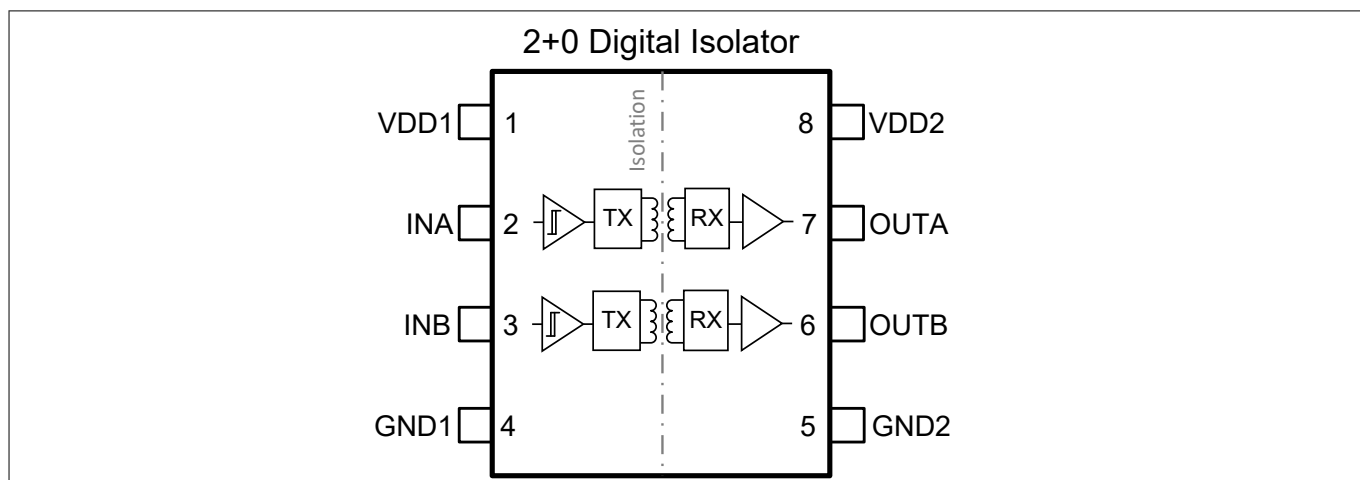 2+0 Digital Isolator
Isolation
VDD1 1 8 VDD2
INA 2 TX RX 7 OUTA
INB 3 TX RX 6 OUTB
GND1 4 5 GND2